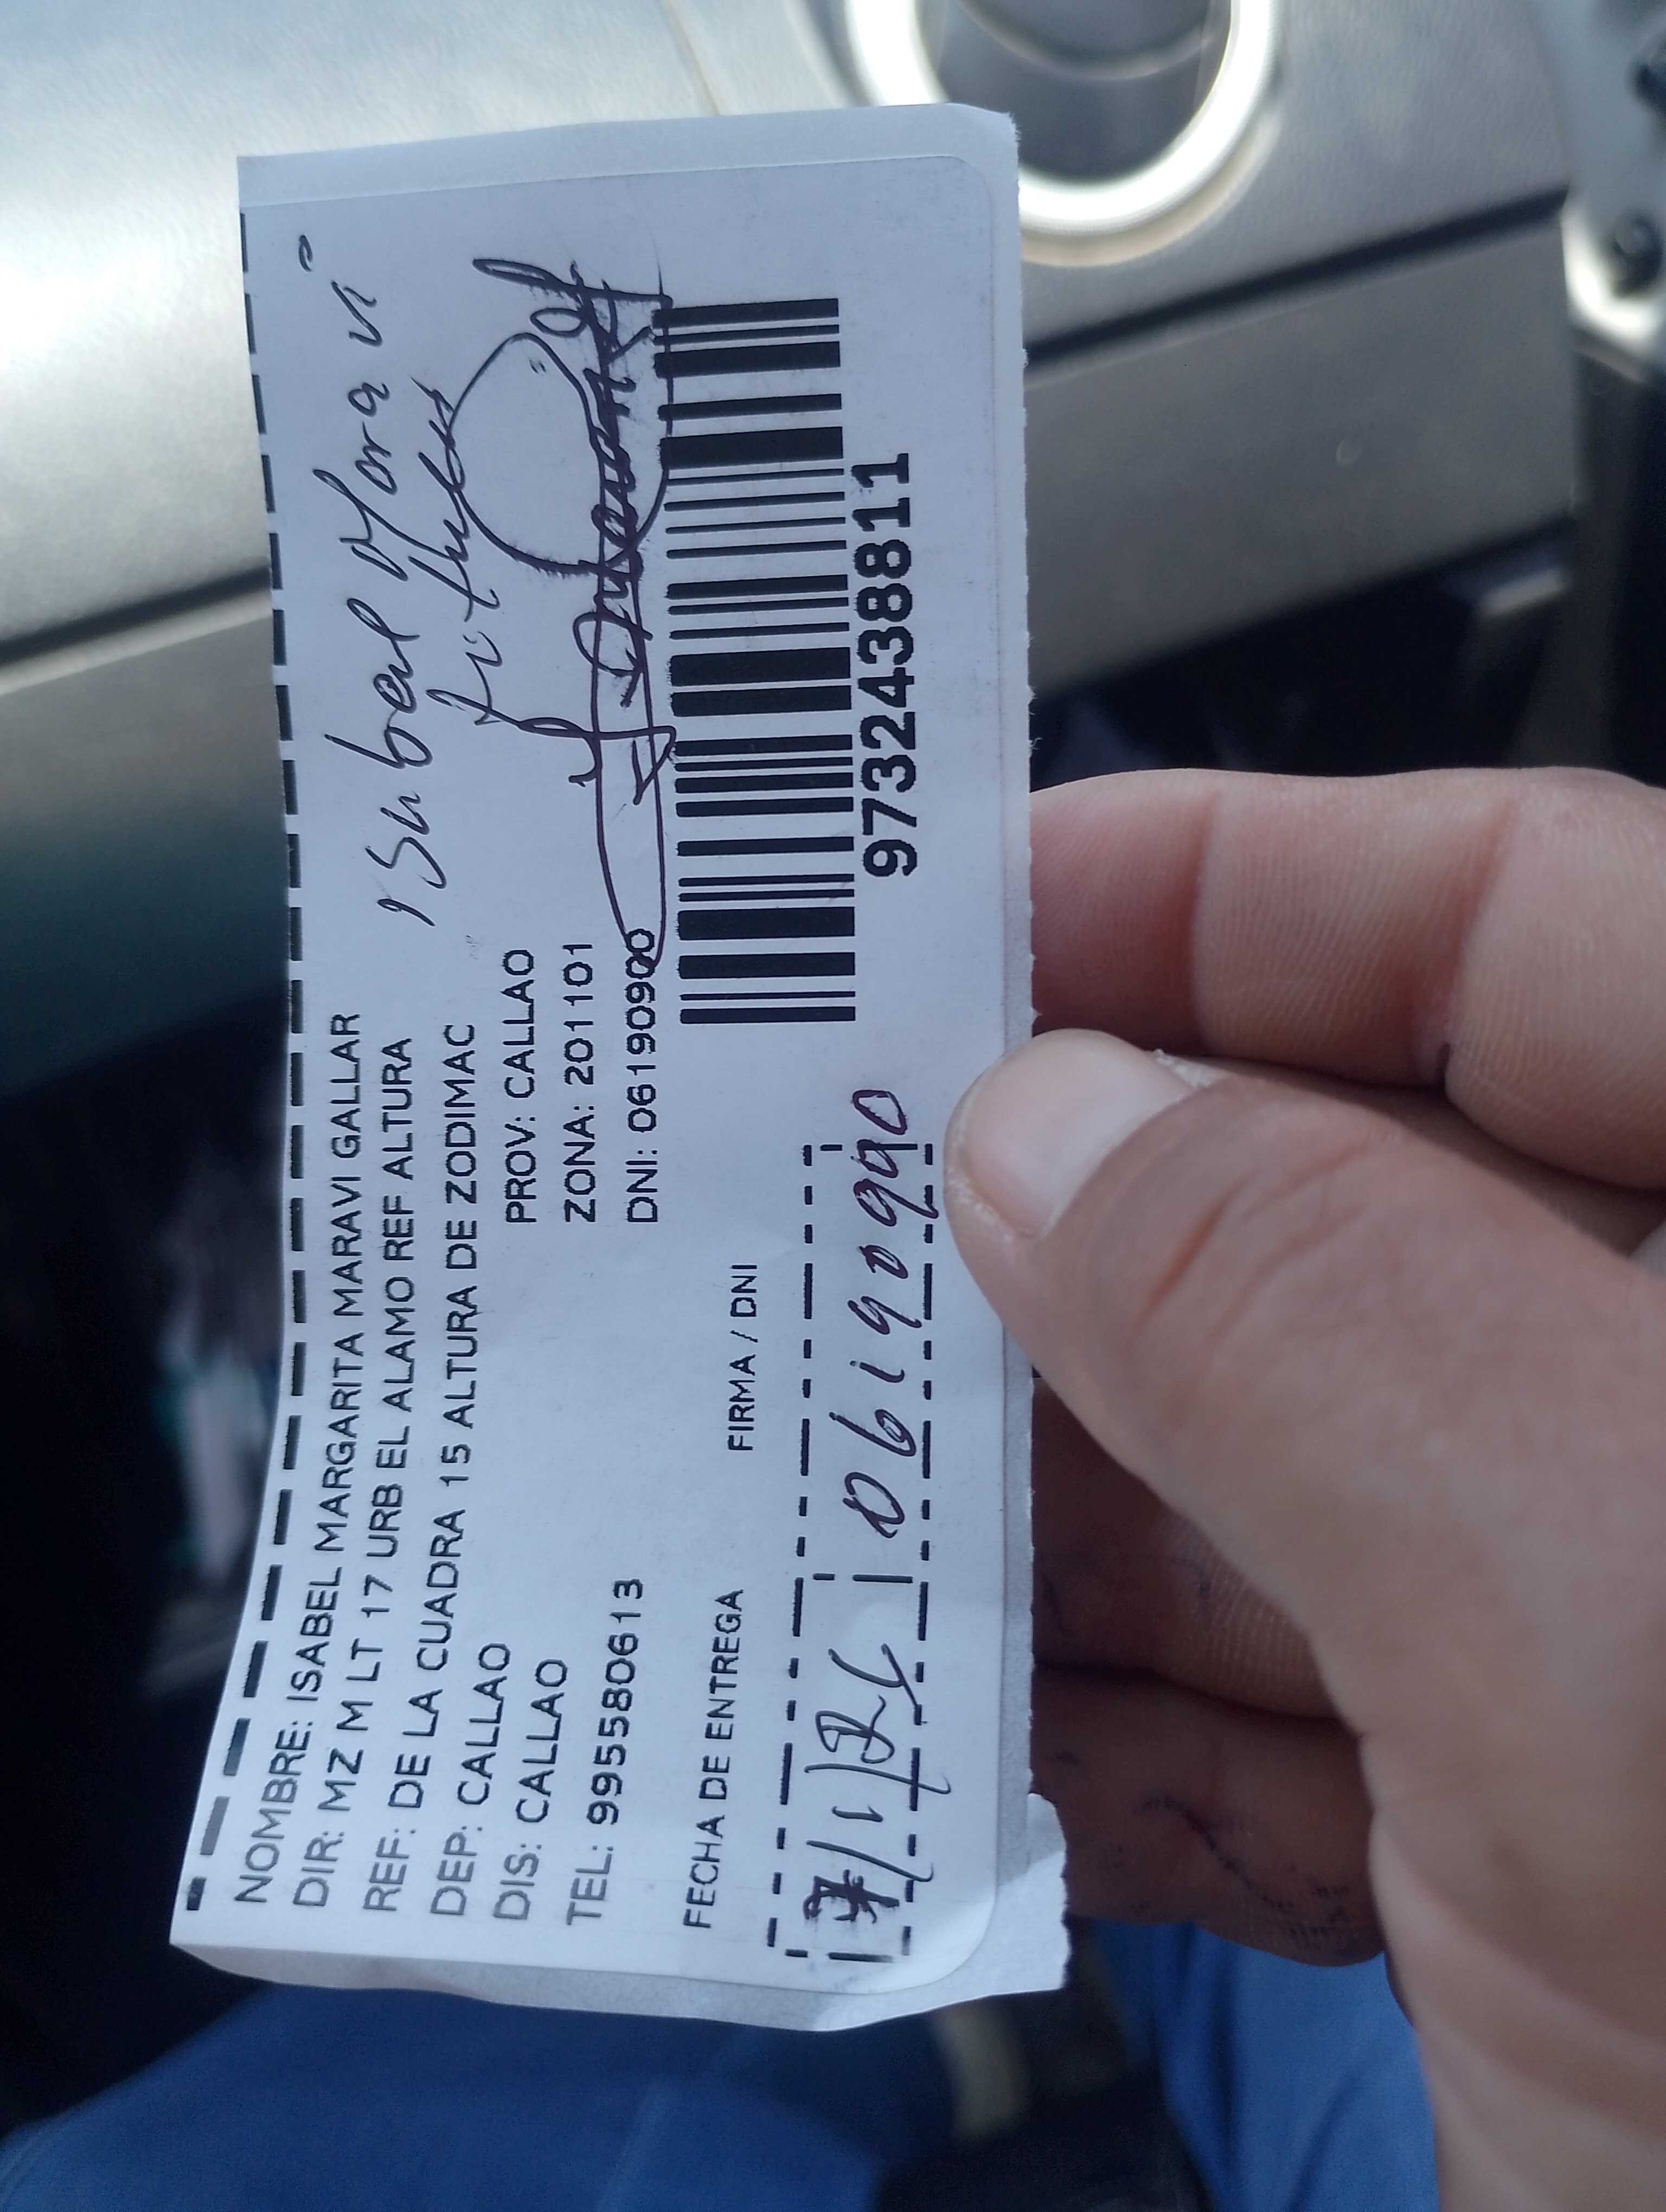 NOMBRE: ISABEL MARGARITA MARAVI GALLAR
DIR: MZ M LT 17 URB EL ALAMO REF ALTURA
REF: DE LA CUADRA 15 ALTURA DE ZODIMAC
DEP: CALLAO PROV: CALLAO
DIS: CALLAO ZONA: 201101
TEL: 995580613 DNI: 06190990
Isabel Maravi
FECHA DE ENTREGA FIRMA / DNI
06190990
9732438811